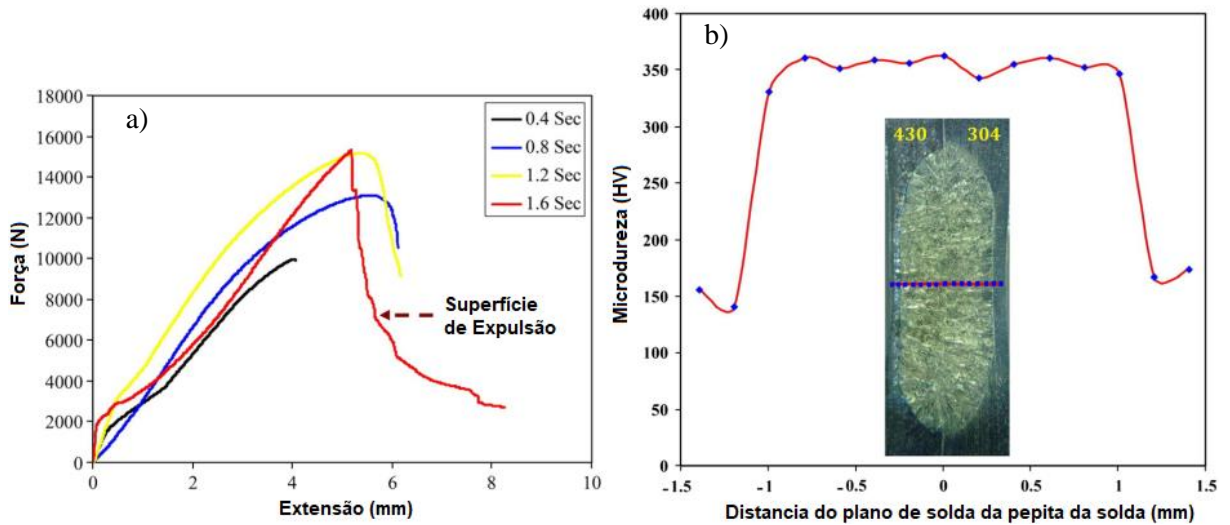 a)
18000
16000
14000
12000
10000
8000
6000
4000
2000
0
Força (N)
0.4 Sec
0.8 Sec
1.2 Sec
1.6 Sec
Superfície
de Expulsão
0 2 4 6 8 10
Extensão (mm)
b)
400
350
300
250
200
150
100
50
0
Microdureza (HV)
430 304
-1.5 -1 -0.5 0 0.5 1 1.5
Distancia do plano de solda da pepita da solda (mm)